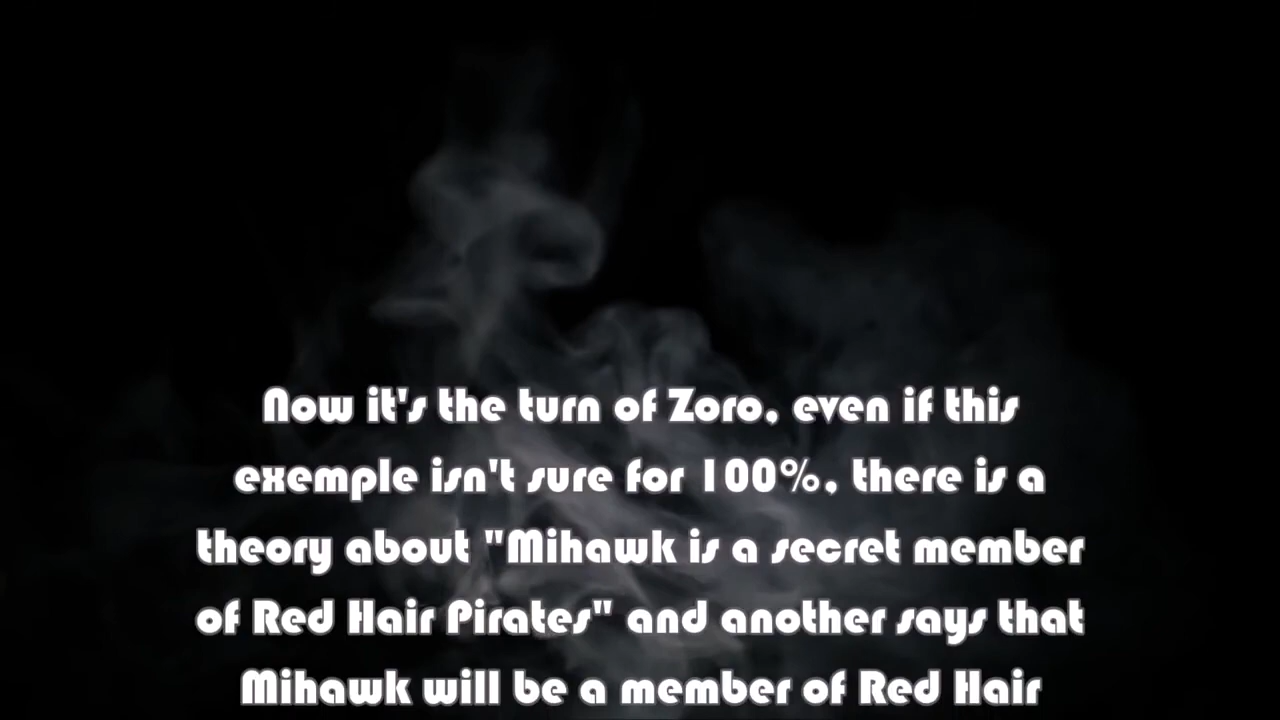 Now it's the turn of Zoro, even if this
exemple isn't sure for 100%, there is a
theory about "Mihawk is a secret member
of Red Hair Pirates" and another says that
Mihawk will be a member of Red Hair